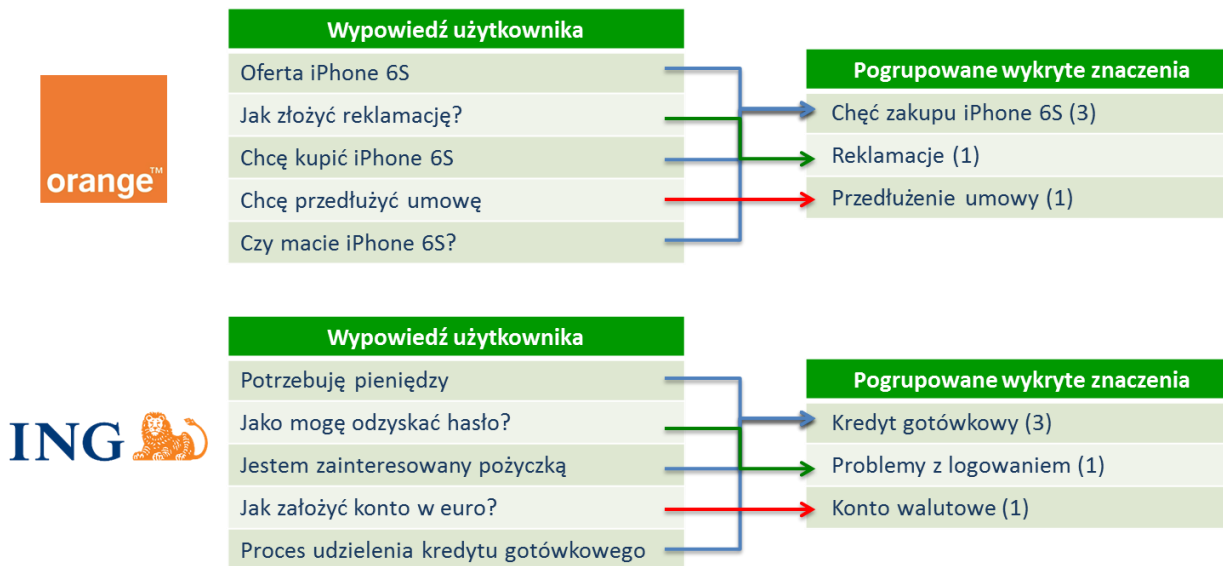 orange™
Wypowiedź użytkownika
Oferta iPhone 6S
Jak złożyć reklamację?
Chcę kupić iPhone 6S
Chcę przedłużyć umowę
Czy macie iPhone 6S?
Pogrupowane wykryte znaczenia
Chęć zakupu iPhone 6S (3)
Reklamacje (1)
Przedłużenie umowy (1)
ING
Wypowiedź użytkownika
Potrzebuję pieniędzy
Jako mogę odzyskać hasło?
Jestem zainteresowany pożyczką
Jak założyć konto w euro?
Proces udzielenia kredytu gotówkowego
Pogrupowane wykryte znaczenia
Kredyt gotówkowy (3)
Problemy z logowaniem (1)
Konto walutowe (1)